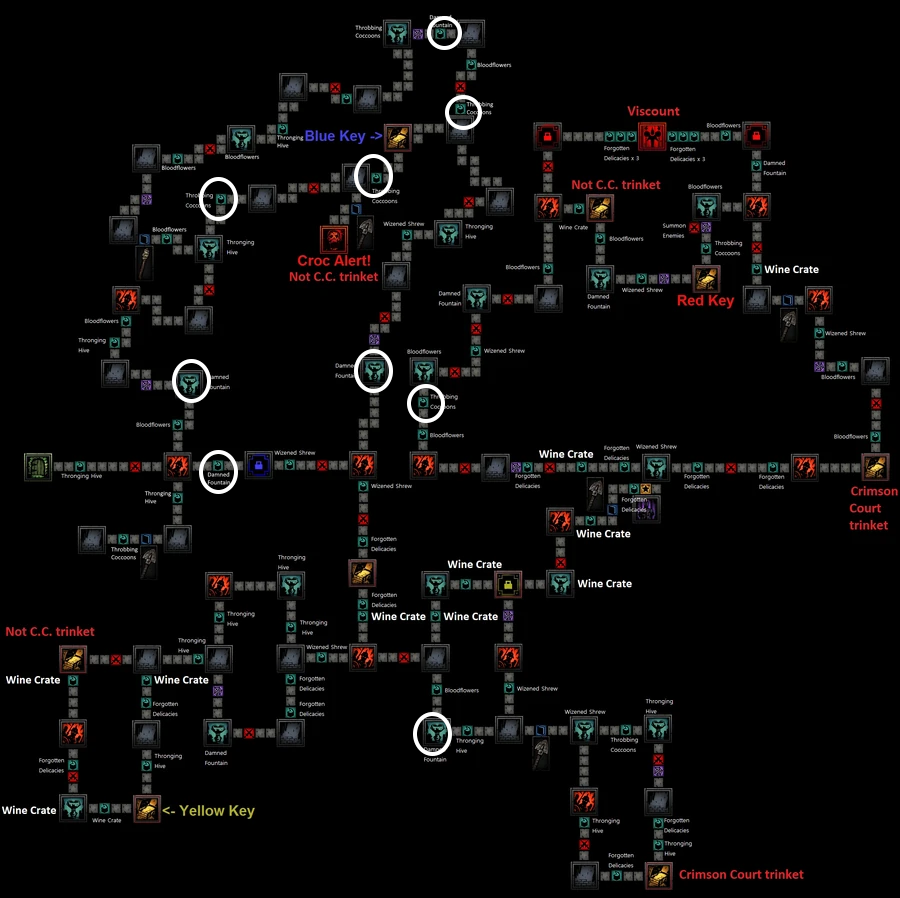 Damned
Fountain
Throbbing
Coccoons
Bloodflowers
Throbbing
Coccoons
Thronging
Hive
Blue Key ->
Bloodflowers
Bloodflowers
Viscount
Bloodflowers
Forgotten
Delicacies x 3
Forgotten
Delicacies x 3
Damned
Fountain
Throbbing
Coccoons
Throbbing
Coccoons
Not C.C. trinket
Bloodflowers
Wine Crate
Bloodflowers
Summon
Enemies
Throbbing
Coccoons
Bloodflowers
Thronging
Hive
Wizened Shrew
Croc Alert!
Not C.C. trinket
Bloodflowers
Damned
Fountain
Damned
Fountain
Wizened Shrew
Red Key
Wine Crate
Bloodflowers
Thronging
Hive
Wizened Shrew
Bloodflowers
Wizened Shrew
Bloodflowers
Damned
Fountain
Damned
Fountain
Throbbing
Coccoons
Bloodflowers
Bloodflowers
Bloodflowers
Thronging Hive
Damned
Fountain
Wizened Shrew
Wine Crate
Forgotten
Delicacies
Forgotten
Delicacies
Wizened Shrew
Forgotten
Delicacies
Forgotten
Delicacies
Crimson
Court
trinket
Thronging
Hive
Wizened Shrew
Forgotten
Delicacies
Wine Crate
Throbbing
Coccoons
Forgotten
Delicacies
Thronging
Hive
Wine Crate
Wine Crate
Forgotten
Delicacies
Wine Crate
Wine Crate
Thronging
Hive
Thronging
Hive
Not C.C. trinket
Thronging
Hive
Wizened Shrew
Wine Crate
Wine Crate
Forgotten
Delicacies
Forgotten
Delicacies
Forgotten
Delicacies
Bloodflowers
Wizened Shrew
Damned
Fountain
Damned
Fountain
Thronging
Hive
Wizened Shrew
Throbbing
Coccoons
Thronging
Hive
Forgotten
Delicacies
Thronging
Hive
Wine Crate
Wine Crate
<- Yellow Key
Thronging
Hive
Forgotten
Delicacies
Thronging
Hive
Forgotten
Delicacies
Crimson Court trinket